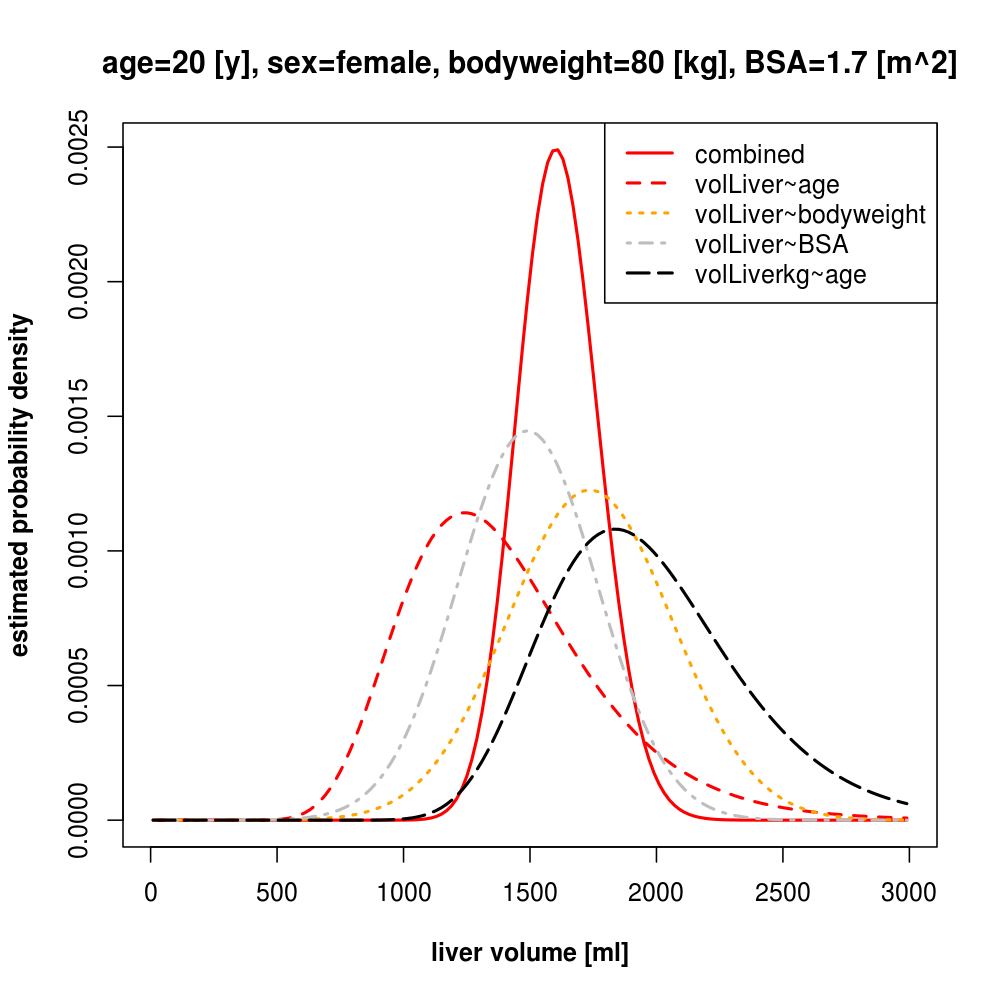 age=20 [y], sex=female, bodyweight=80 [kg], BSA=1.7 [m^2]
combined
volLiver~age
volLiver~bodyweight
volLiver~BSA
volLiverkg~age
estimated probability density
0.0025
0.0020
0.0015
0.0010
0.0005
0.0000
0 500 1000 1500 2000 2500 3000
liver volume [ml]